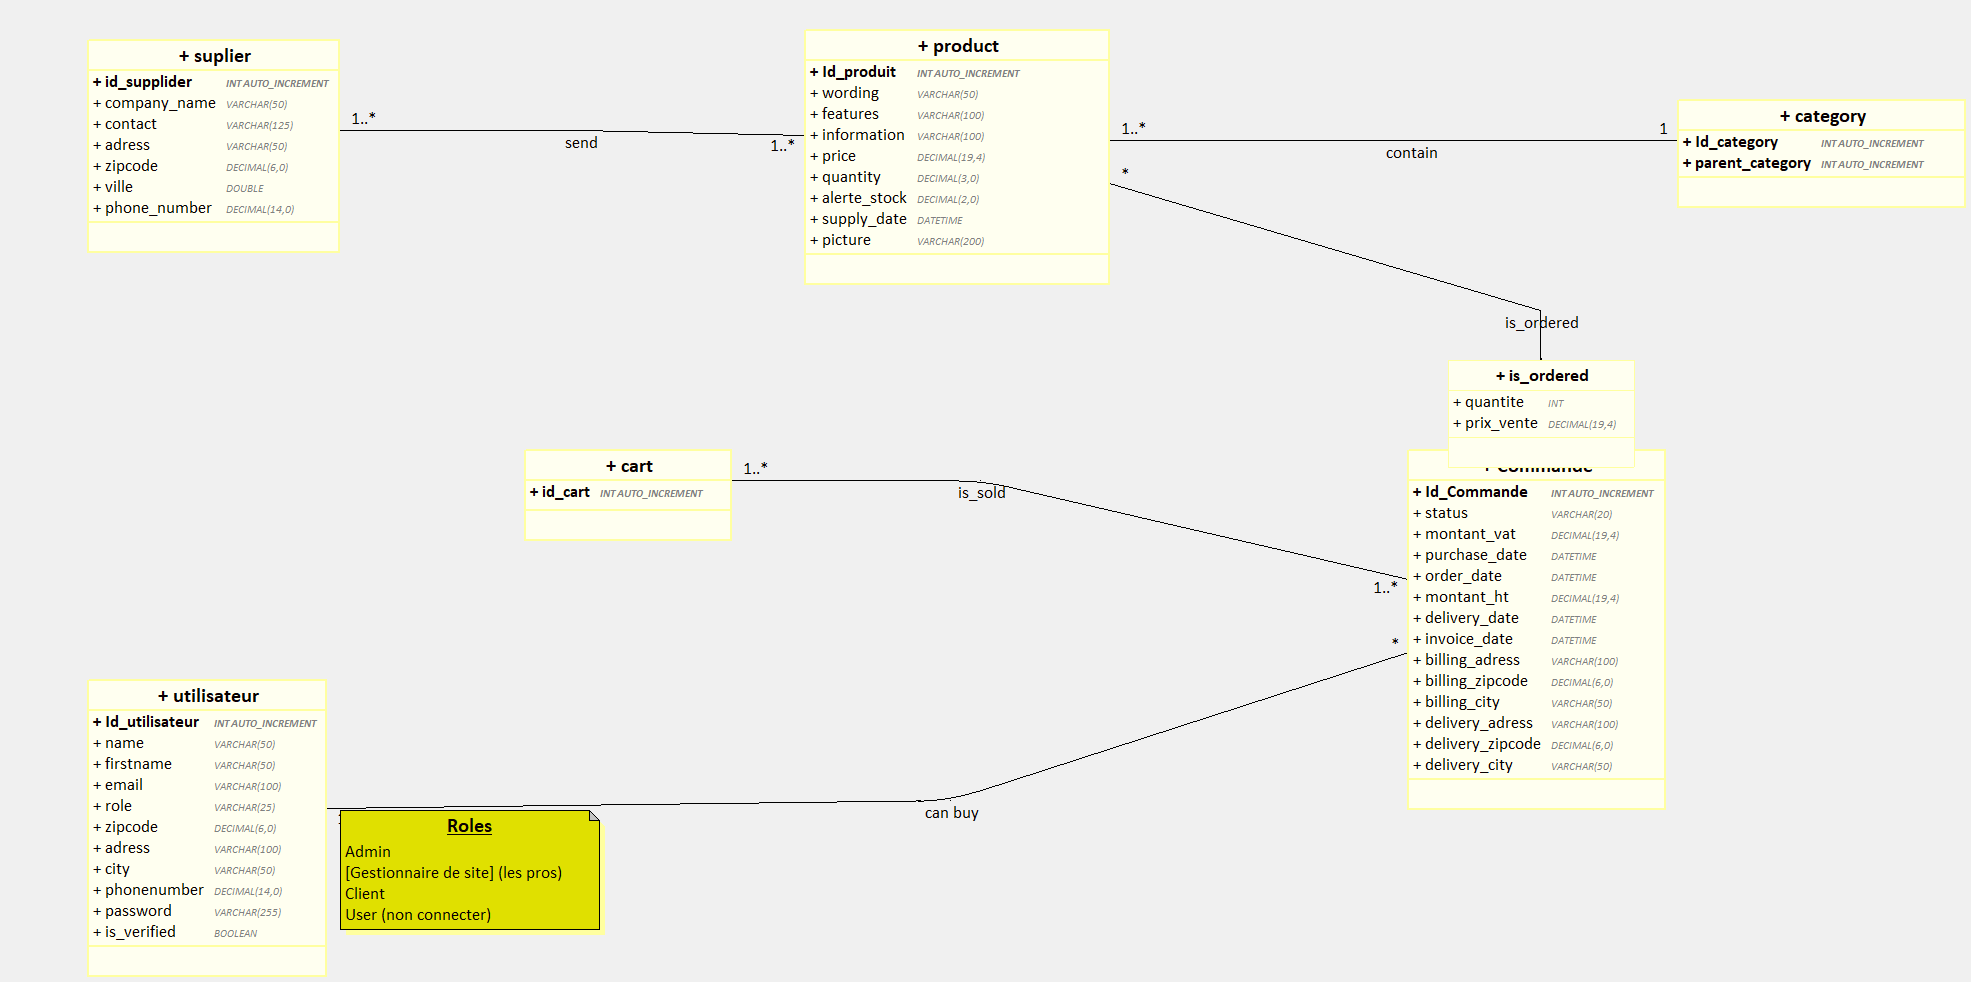 + suplier
+ id_supplider INT AUTO_INCREMENT
+ company_name VARCHAR(50)
+ contact VARCHAR(125)
+ adress VARCHAR(50)
+ zipcode DECIMAL(6,0)
+ ville DOUBLE
+ phone_number DECIMAL(14,0)
1..*
send
1..*
+ product
+ Id_produit INT AUTO_INCREMENT
+ wording VARCHAR(50)
+ features VARCHAR(100)
+ information VARCHAR(100)
+ price DECIMAL(19,4)
+ quantity DECIMAL(3,0)
+ alerte_stock DECIMAL(2,0)
+ supply_date DATETIME
+ picture VARCHAR(200)
1..*
contain
1
+ category
+ Id_category INT AUTO_INCREMENT
+ parent_category INT AUTO_INCREMENT
*
is_ordered
+ is_ordered
+ quantite INT
+ prix_vente DECIMAL(19,4)
+ cart
+ id_cart INT AUTO_INCREMENT
1..*
is_sold
1..*
+ Commande
+ Id_Commande INT AUTO_INCREMENT
+ status VARCHAR(20)
+ montant_vat DECIMAL(19,4)
+ purchase_date DATETIME
+ order_date DATETIME
+ montant_ht DECIMAL(19,4)
+ delivery_date DATETIME
+ invoice_date DATETIME
+ billing_adress VARCHAR(100)
+ billing_zipcode DECIMAL(6,0)
+ billing_city VARCHAR(50)
+ delivery_adress VARCHAR(100)
+ delivery_zipcode DECIMAL(6,0)
+ delivery_city VARCHAR(50)
*
can buy
+ utilisateur
+ Id_utilisateur INT AUTO_INCREMENT
+ name VARCHAR(50)
+ firstname VARCHAR(50)
+ email VARCHAR(100)
+ role VARCHAR(25)
+ zipcode DECIMAL(6,0)
+ adress VARCHAR(100)
+ city VARCHAR(50)
+ phonenumber DECIMAL(14,0)
+ password VARCHAR(255)
+ is_verified BOOLEAN
Roles
Admin
[Gestionnaire de site] (les pros)
Client
User (non connecter)